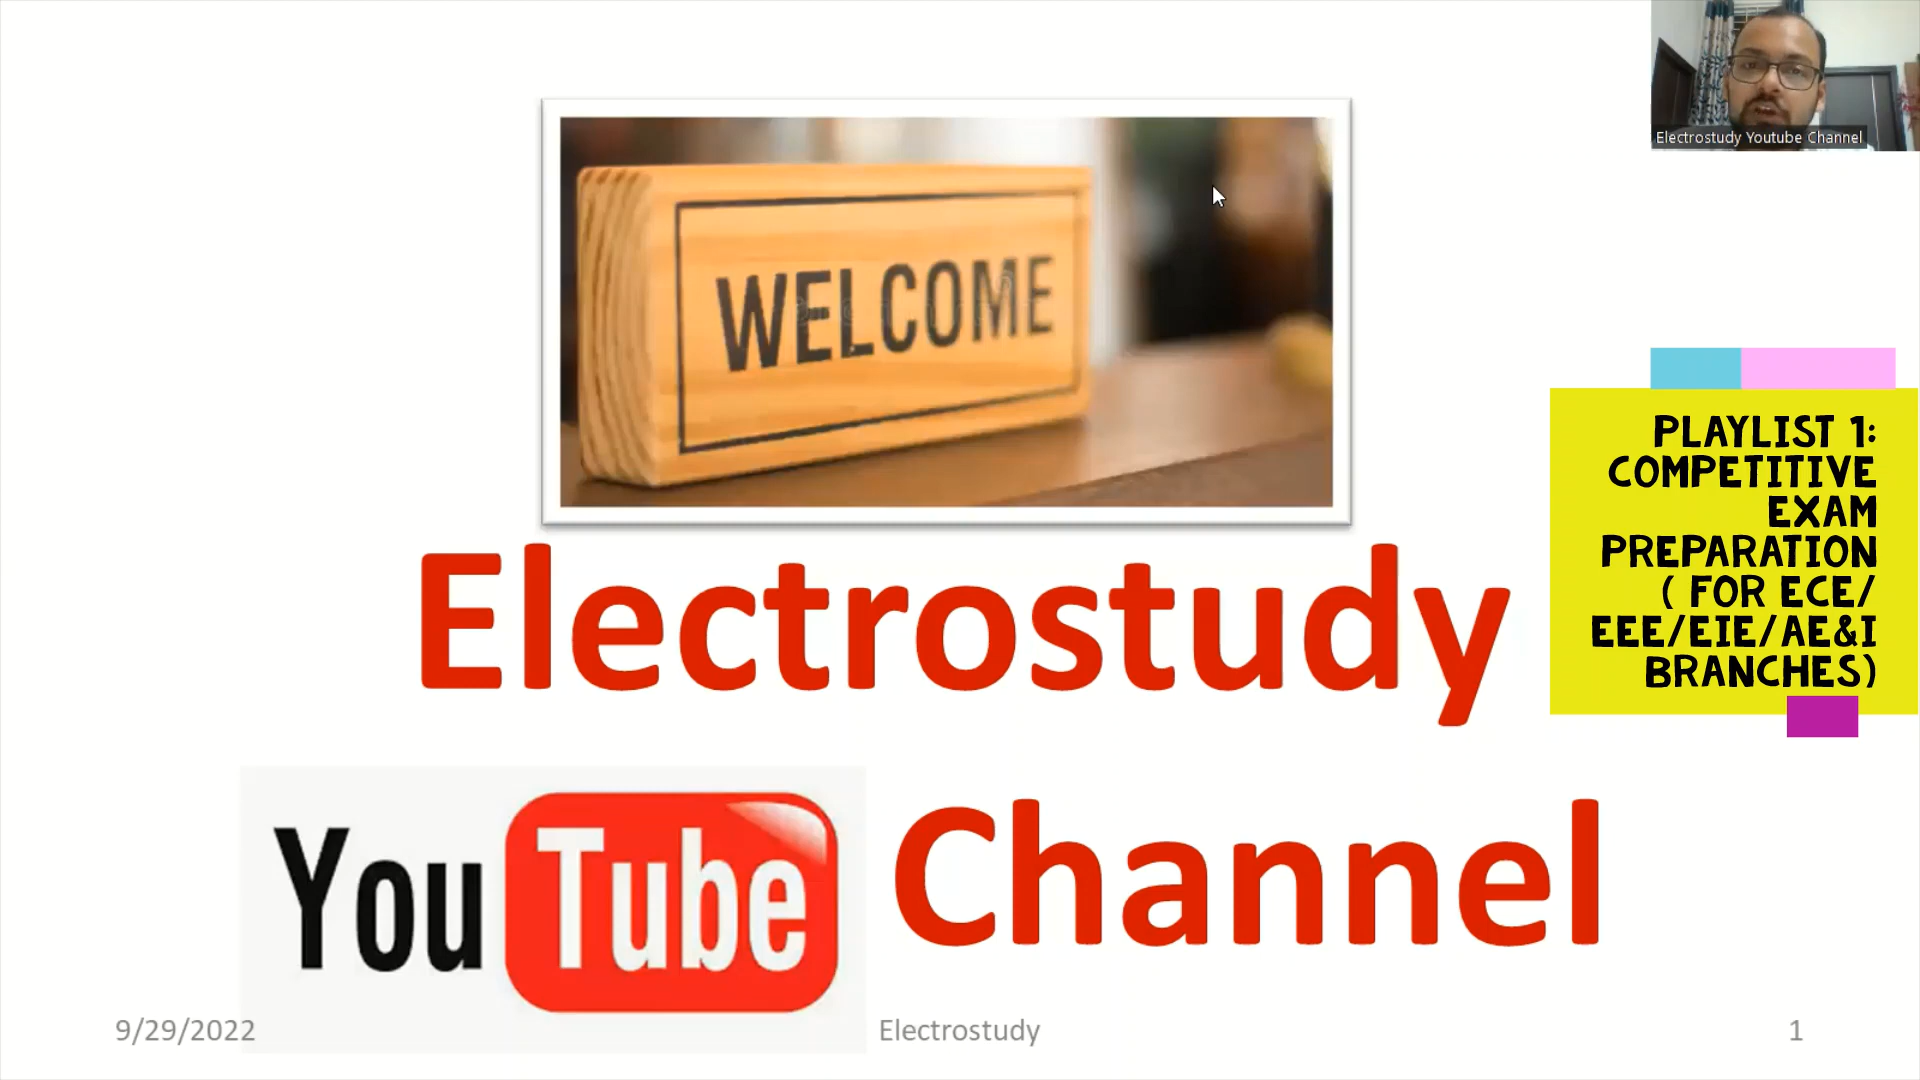 Electrostudy Youtube Channel
WELCOME
Electrostudy
YouTube Channel
PLAYLIST 1:
COMPETITIVE
EXAM
PREPARATION
( FOR ECE/
EEE/EIE/AE&I
BRANCHES)
9/29/2022
Electrostudy
1